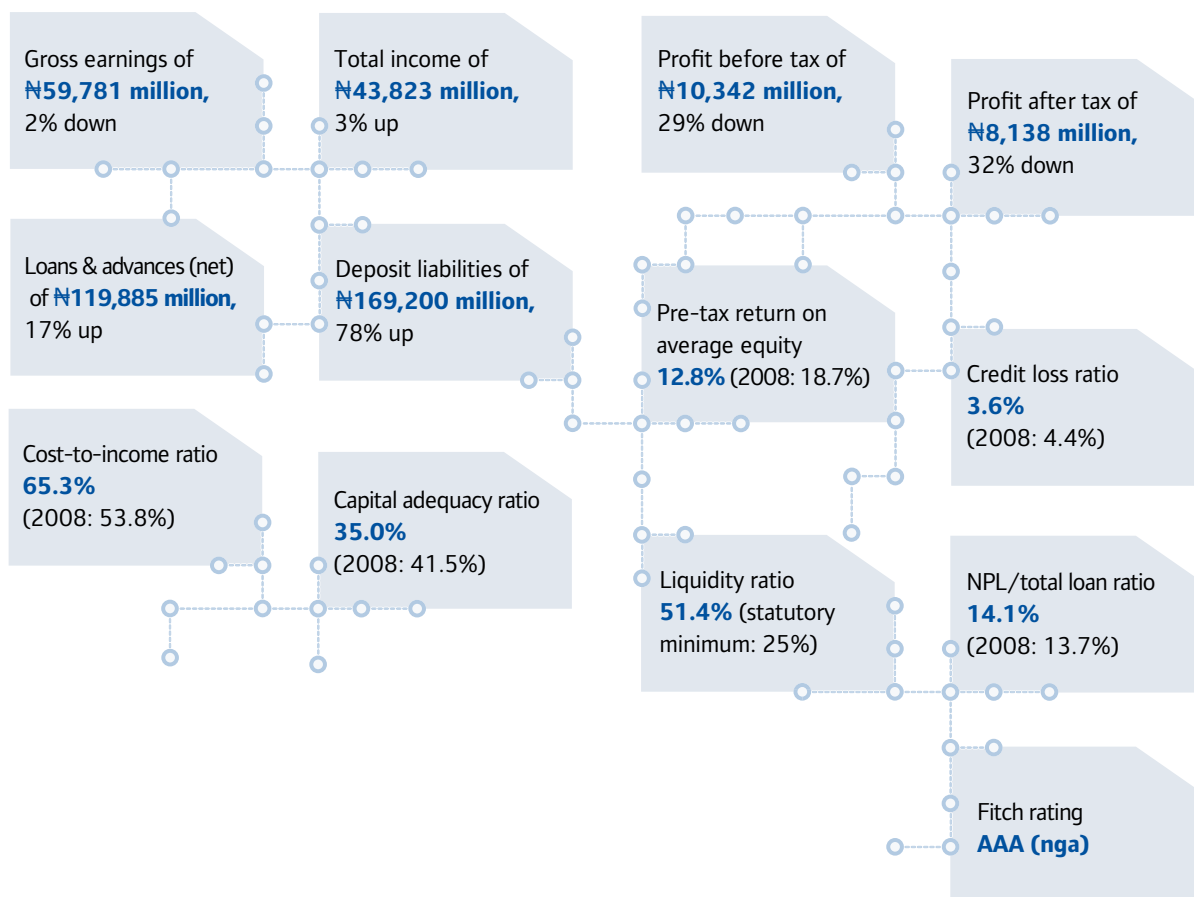 Gross earnings of
₦59,781 million,
2% down
Total income of
₦43,823 million,
3% up
Profit before tax of
₦10,342 million,
29% down
Profit after tax of
₦8,138 million,
32% down
Loans & advances (net)
of ₦119,885 million,
17% up
Deposit liabilities of
₦169,200 million,
78% up
Pre-tax return on
average equity
12.8% (2008: 18.7%)
Credit loss ratio
3.6%
(2008: 4.4%)
Cost-to-income ratio
65.3%
(2008: 53.8%)
Capital adequacy ratio
35.0%
(2008: 41.5%)
Liquidity ratio
51.4% (statutory
minimum: 25%)
NPL/total loan ratio
14.1%
(2008: 13.7%)
Fitch rating
AAA (nga)